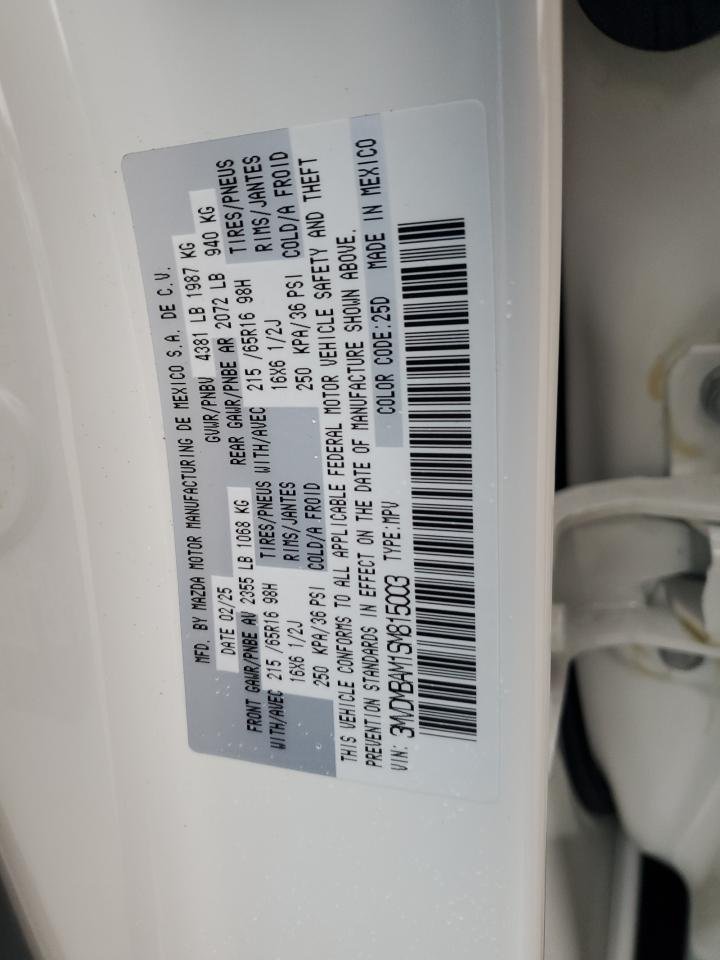 MFD. BY MAZDA MOTOR MANUFACTURING DE MEXICO S.A. DE C.V.
DATE 02/25 GVWR/PNBV 4381 LB 1987 KG
FRONT GAWR/PNBE AV 2355 LB 1068 KG REAR GAWR/PNBE AR 2072 LB 940 KG
WITH/AVEC 215 /65R16 98H TIRES/PNEUS WITH/AVEC 215 /65R16 98H TIRES/PNEUS
16X6 1/2J RIMS/JANTES 16X6 1/2J RIMS/JANTES
250 KPA/36 PSI COLD/A FROID 250 KPA/36 PSI COLD/A FROID
THIS VEHICLE CONFORMS TO ALL APPLICABLE FEDERAL MOTOR VEHICLE SAFETY AND THEFT
PREVENTION STANDARDS IN EFFECT ON THE DATE OF MANUFACTURE SHOWN ABOVE.
VIN: 3MVDMBAM1SM815003 TYPE:MPV COLOR CODE:25D MADE IN MEXICO